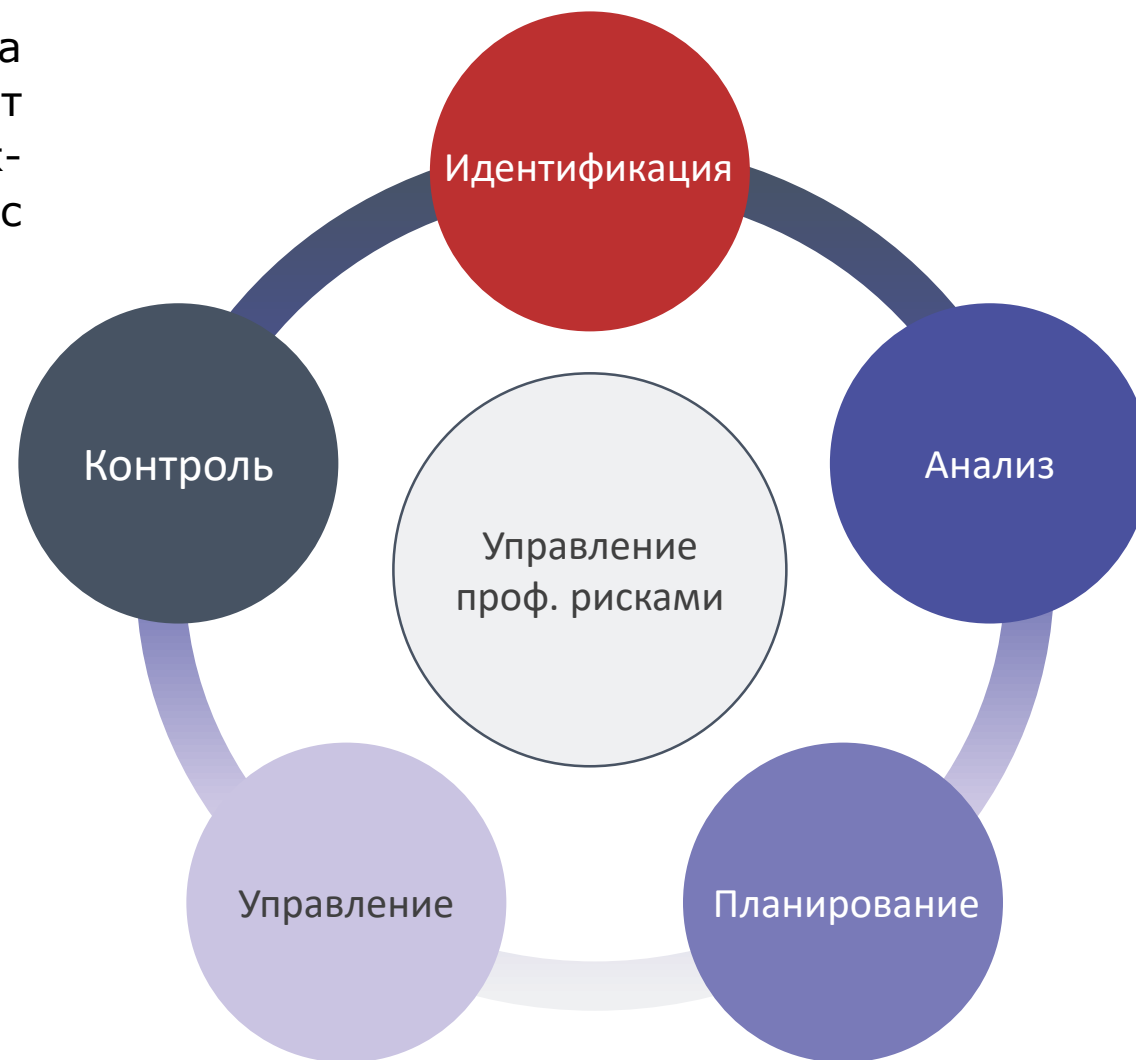 а
т
-
с
Идентификация
Контроль
Анализ
Управление
проф. рисками
Управление
Планирование